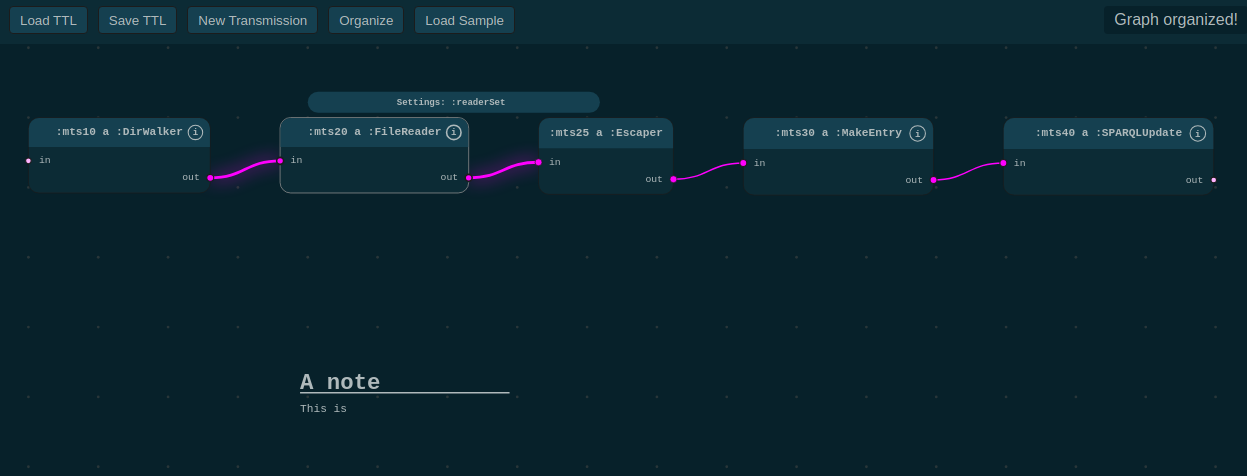 Load TTL Save TTL New Transmission Organize Load Sample Graph organized!
Settings: :readerSet
:mts10 a :DirWalker i :mts20 a :FileReader i :mts25 a :Escaper :mts30 a :MakeEntry i :mts40 a :SPARQLUpdate i
in in in in in
out out out out out
A note
This is